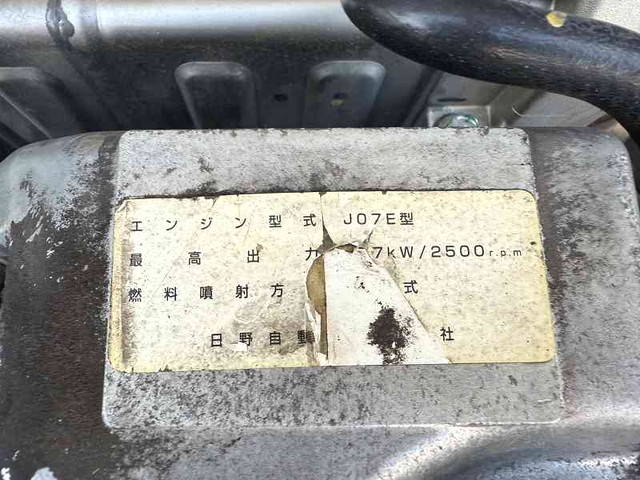 エンジン型式 J07E型
最高出力 7kW/2500r.p.m
燃料噴射方 式
日野自動 社